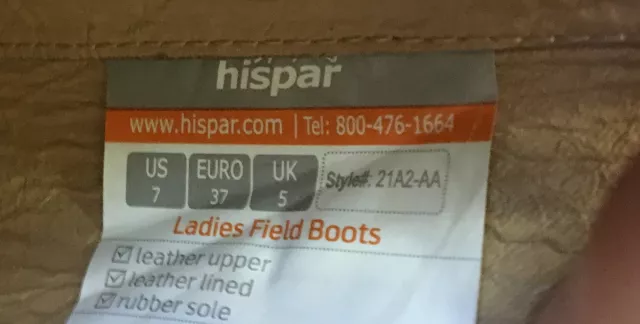 hispar
www.hispar.com | Tel: 800-476-1664
US EURO UK Style#: 21A2-AA
7 37 5
Ladies Field Boots
leather upper
leather lined
rubber sole